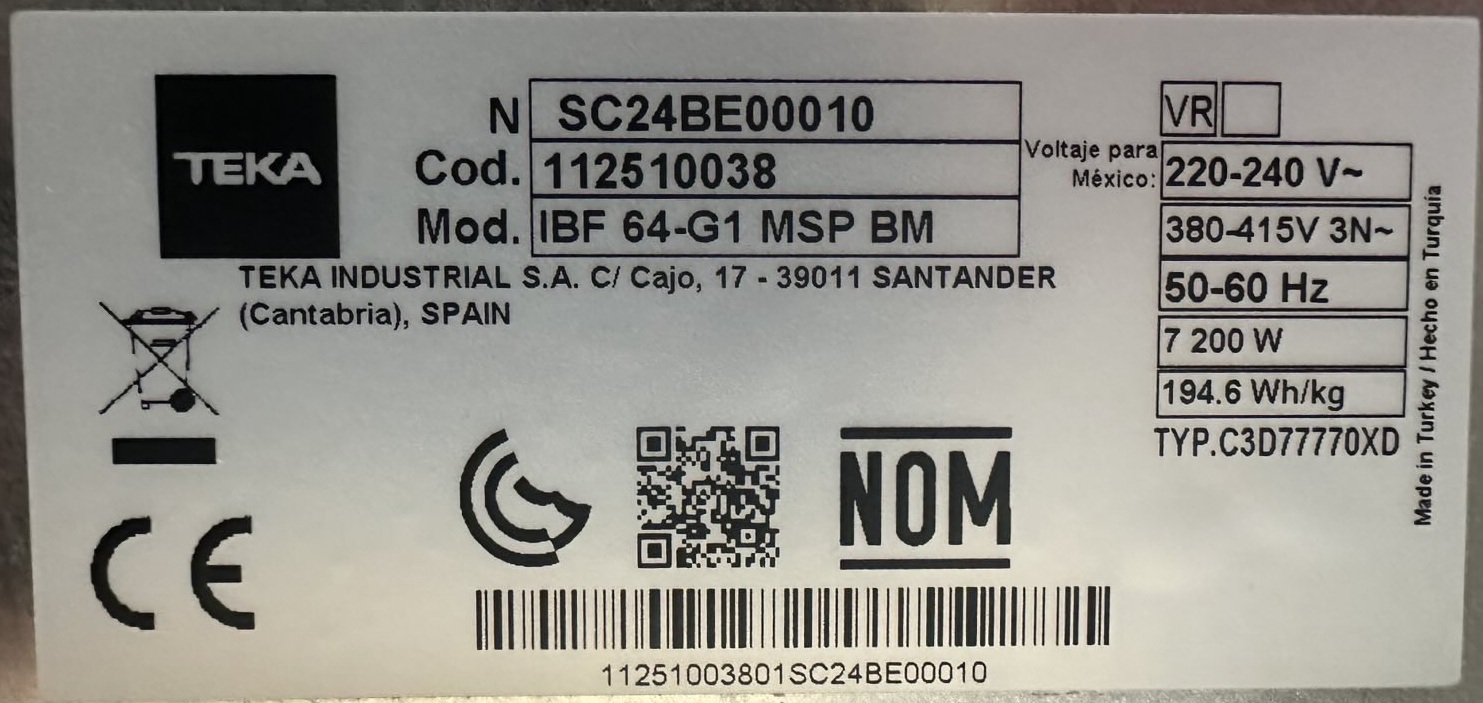 TEKA
N SC24BE00010
Cod. 112510038
Mod. IBF 64-G1 MSP BM
TEKA INDUSTRIAL S.A. C/ Cajo, 17 - 39011 SANTANDER
(Cantabria), SPAIN
VR
Voltaje para
México:
220-240 V~
380-415V 3N~
50-60 Hz
7 200 W
194.6 Wh/kg
TYP.C3D77770XD
Made in Turkey / Hecho en Turquía
CE
NOM
11251003801SC24BE00010